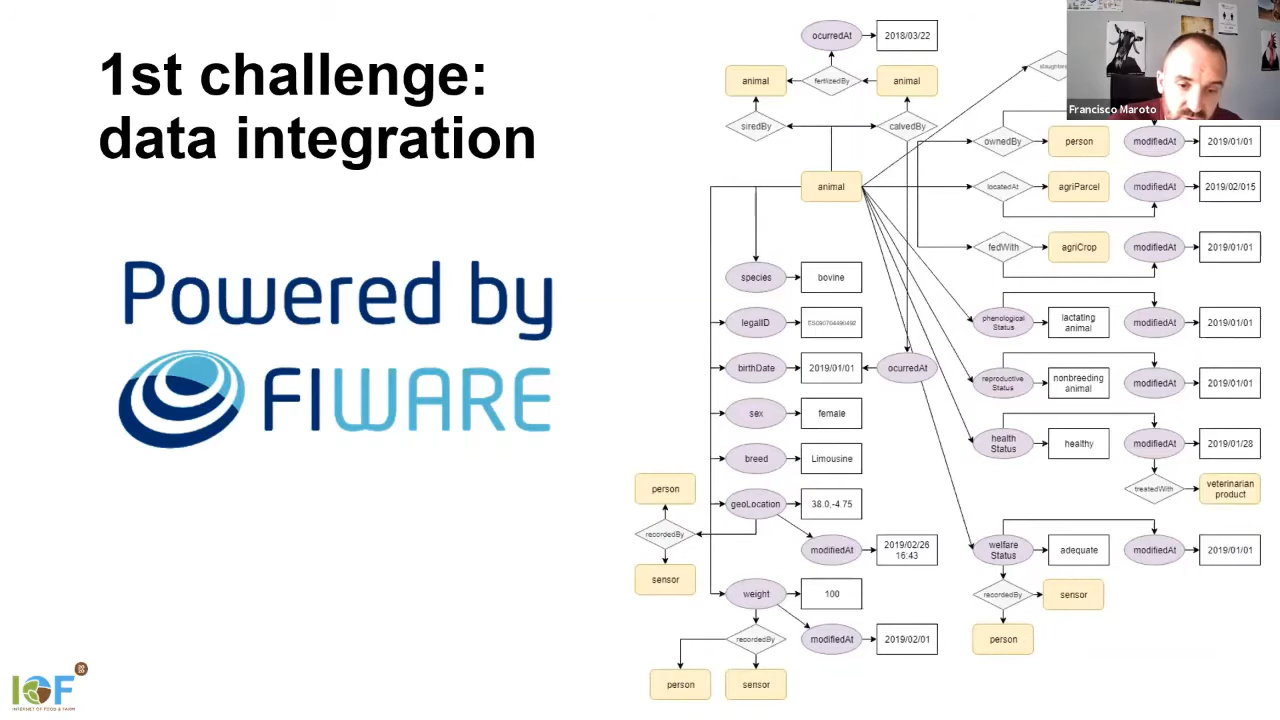 1st challenge:
data integration
Powered by
FIWARE
IOF
2020
INTERNET OF FOOD & FARM
Francisco Maroto
ocurredAt
2018/03/22
animal
fertilizedBy
animal
siredBy
calvedBy
animal
ownedBy
person
modifiedAt
2019/01/01
locatedAt
agriParcel
modifiedAt
2019/02/015
fedWith
agriCrop
modifiedAt
2019/01/01
species
bovine
legalID
birthDate
2019/01/01
ocurredAt
sex
female
breed
Limousine
geoLocation
38.0,-4.75
person
recordedBy
sensor
modifiedAt
2019/02/26
16:43
weight
100
recordedBy
modifiedAt
2019/02/01
person
sensor
phenological
Status
lactating
animal
modifiedAt
2019/01/01
reproductive
Status
nonbreeding
animal
modifiedAt
2019/01/01
health
Status
healthy
modifiedAt
2019/01/28
treatedWith
veterinarian
product
welfare
Status
adequate
modifiedAt
2019/01/01
recordedBy
sensor
person